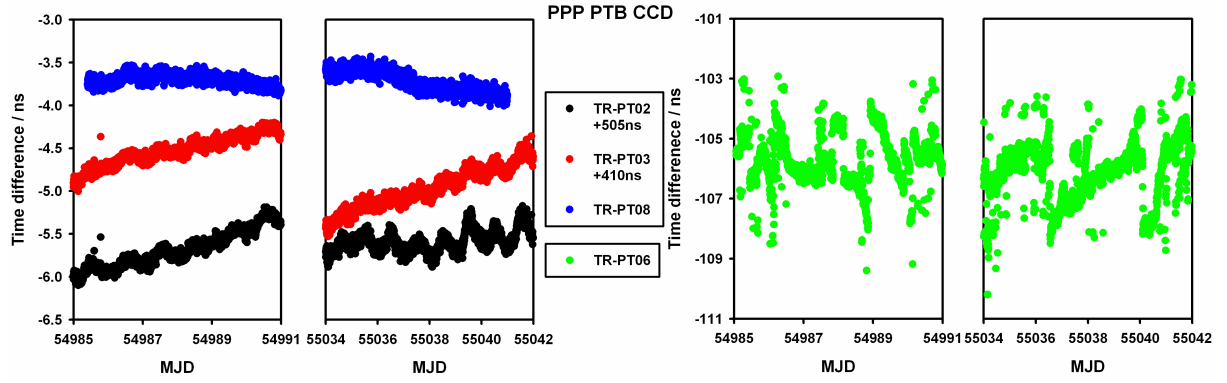 PPP PTB CCD
Time difference / ns
-3.0
-3.5
-4.0
-4.5
-5.0
-5.5
-6.0
-6.5
54985 54987 54989 54991
MJD
55034 55036 55038 55040 55042
MJD
TR-PT02
+505ns
TR-PT03
+410ns
TR-PT08
TR-PT06
Time differenece / ns
-101
-103
-105
-107
-109
-111
54985 54987 54989 54991
MJD
55034 55036 55038 55040 55042
MJD